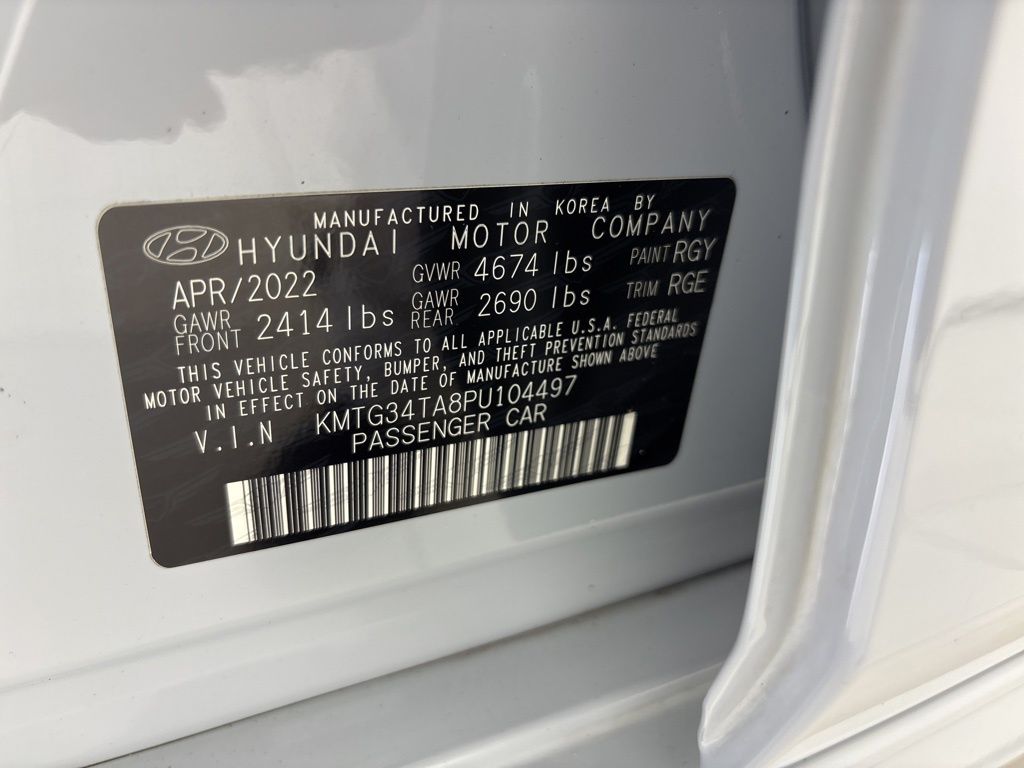 MANUFACTURED IN KOREA BY
HYUNDAI MOTOR COMPANY
APR/2022 GVWR 4674 lbs PAINT RGY
GAWR FRONT 2414 lbs GAWR REAR 2690 lbs TRIM RGE
THIS VEHICLE CONFORMS TO ALL APPLICABLE U.S.A. FEDERAL
MOTOR VEHICLE SAFETY, BUMPER, AND THEFT PREVENTION STANDARDS
IN EFFECT ON THE DATE OF MANUFACTURE SHOWN ABOVE
V.I.N KMTG34TA8PU104497
PASSENGER CAR